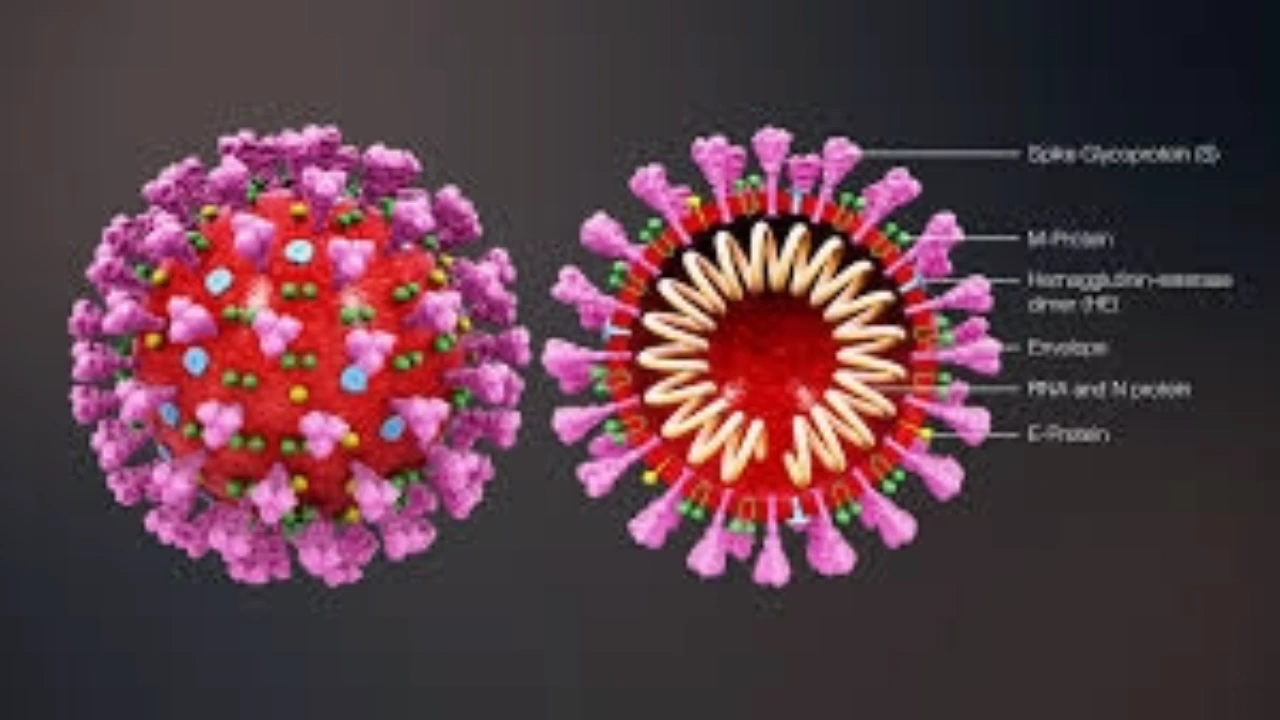 Spike Glycoprotein (S)
M-Protein
Hemagglutinin-esterase
dimer (HE)
Envelope
RNA and N protein
E-Protein